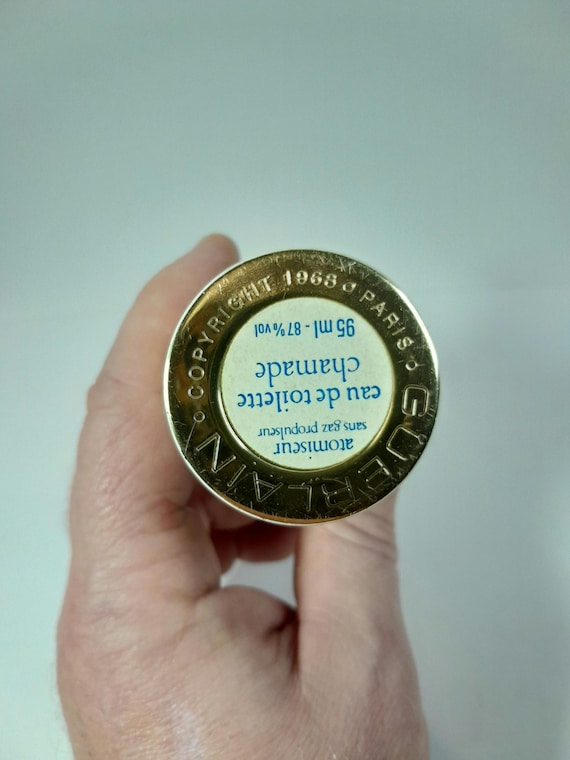 GUERLAIN
COPYRIGHT 1968 PARIS
atomiseur
sans gaz propulseur
eau de toilette
chamade
95 ml - 87% vol